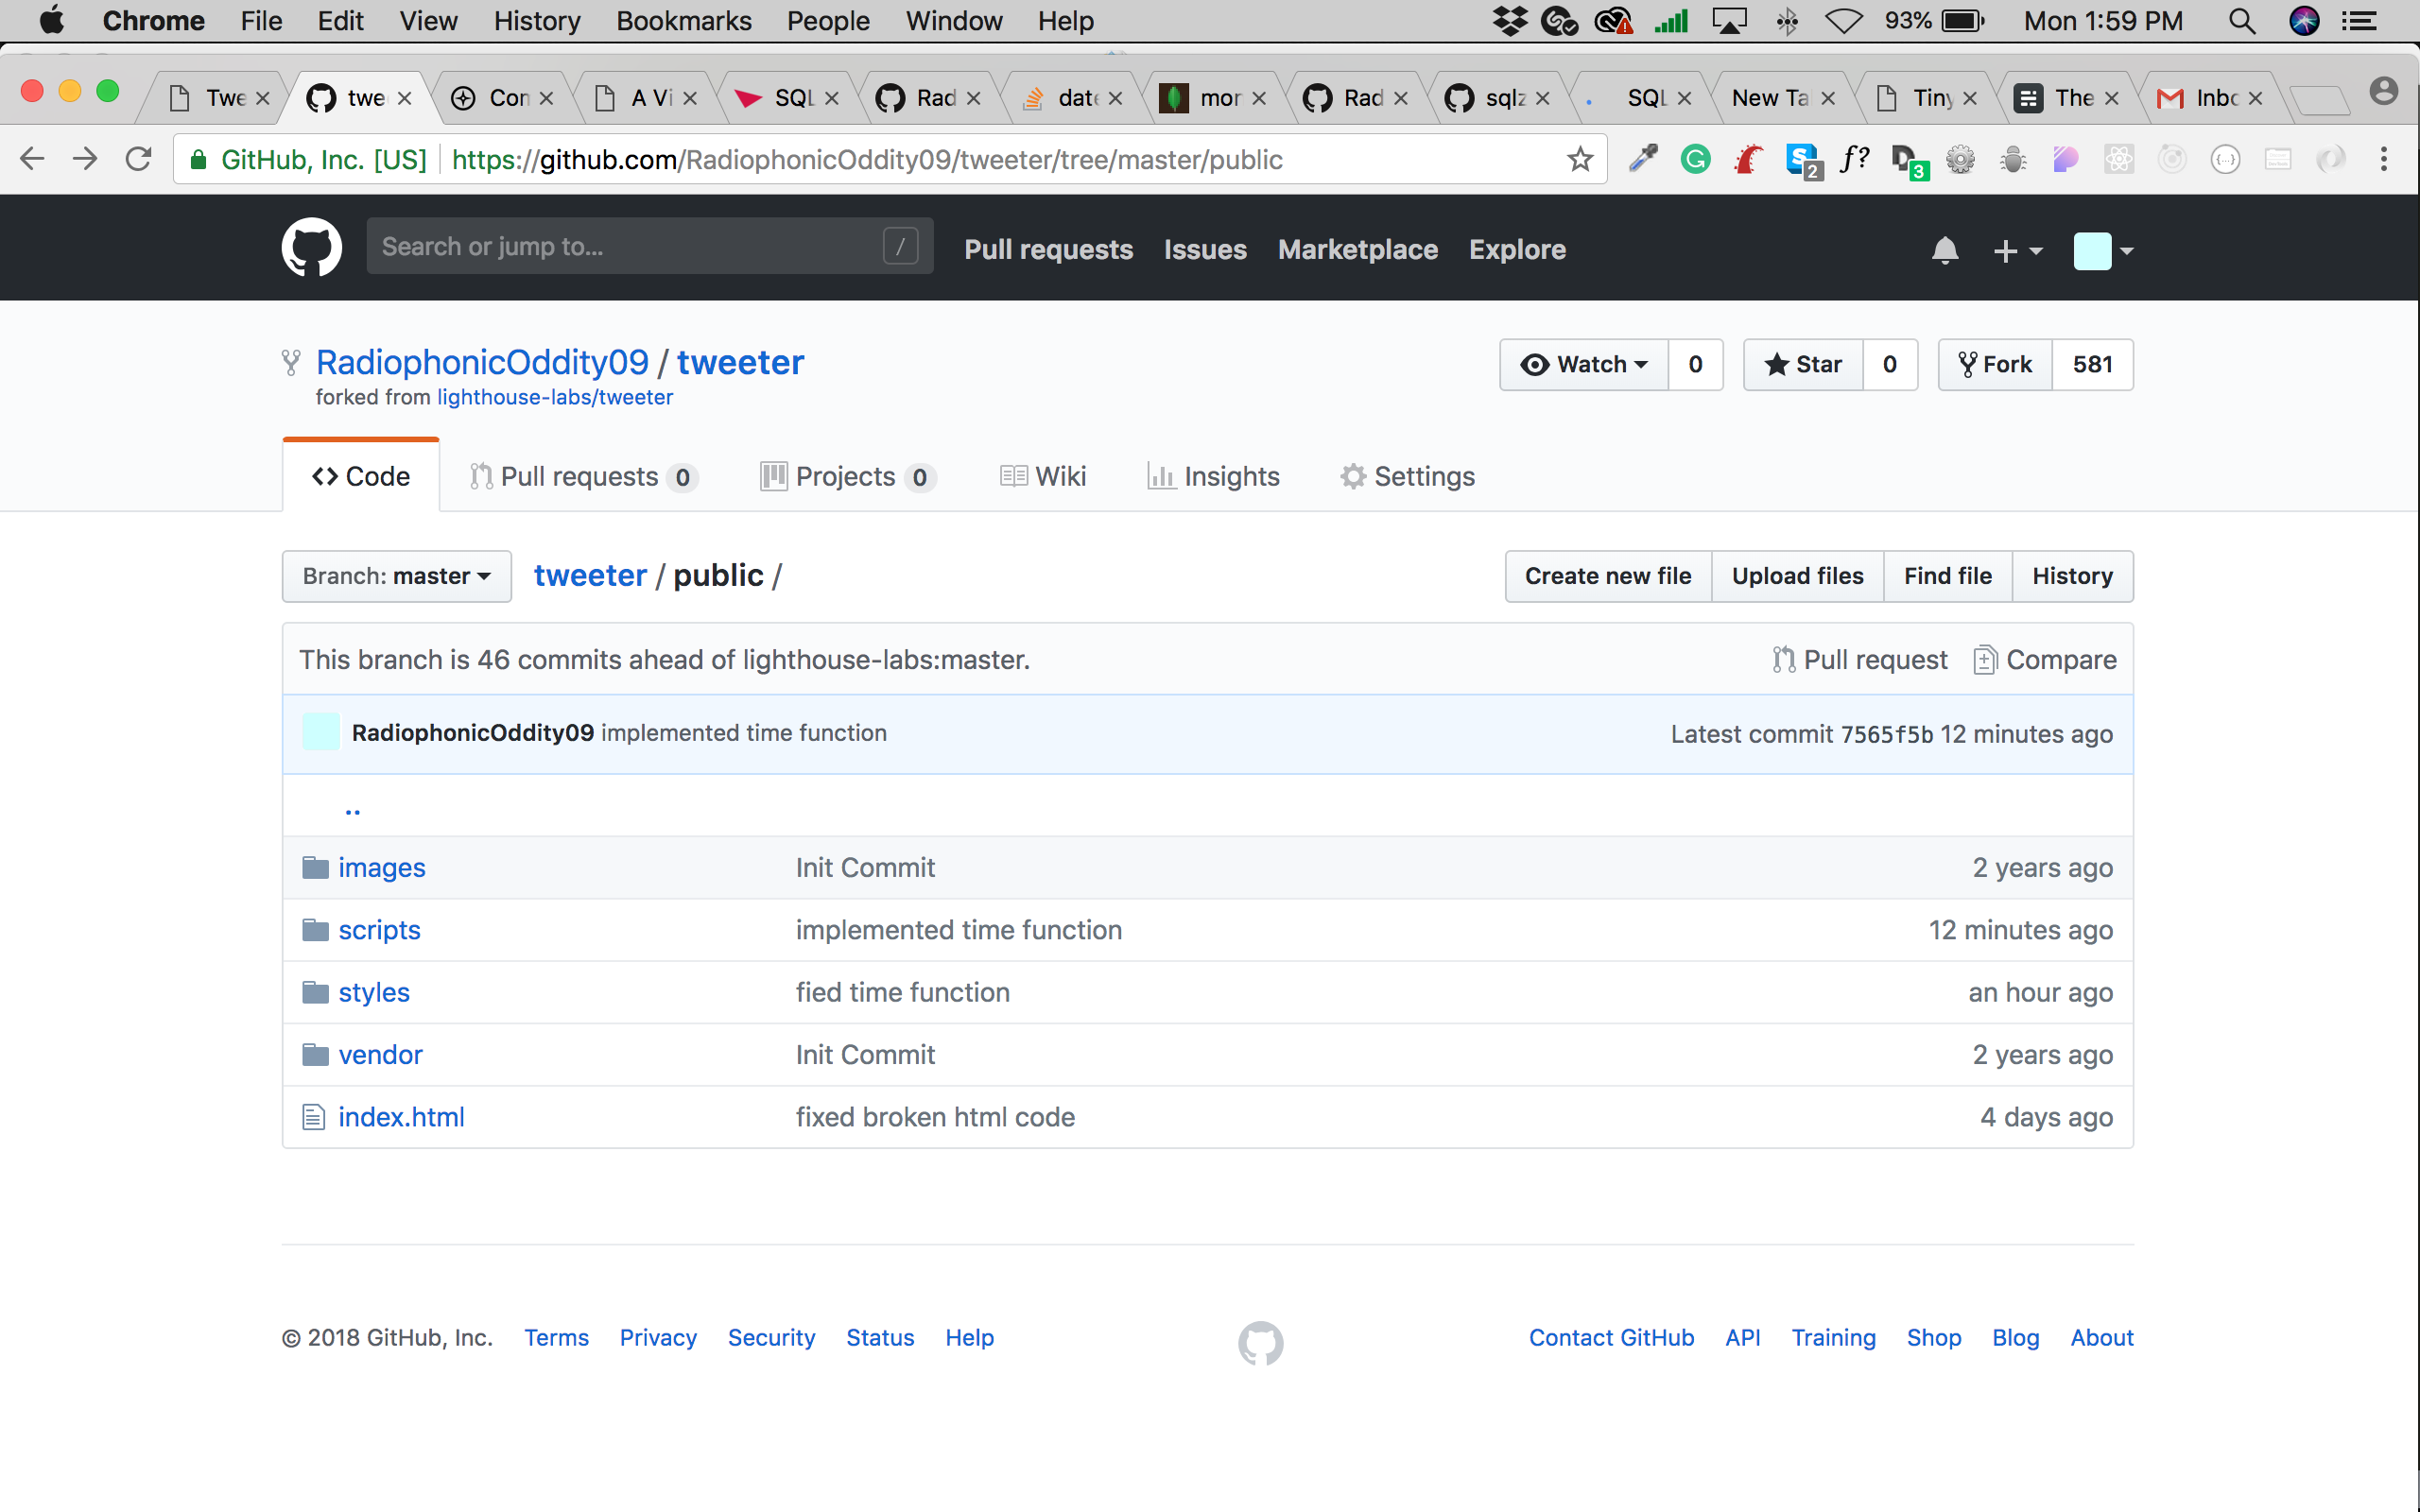 Chrome File Edit View History Bookmarks People Window Help 93% Mon 1:59 PM
Twe twe Con A Vi SQL Rad date mor Rad sqlz SQL New Ta Tiny The Inbo
GitHub, Inc. [US] https://github.com/RadiophonicOddity09/tweeter/tree/master/public f? 2 3
Search or jump to... / Pull requests Issues Marketplace Explore
RadiophonicOddity09 / tweeter Watch 0 Star 0 Fork 581
forked from lighthouse-labs/tweeter
Code Pull requests 0 Projects 0 Wiki Insights Settings
Branch: master tweeter / public / Create new file Upload files Find file History
This branch is 46 commits ahead of lighthouse-labs:master. Pull request Compare
RadiophonicOddity09 implemented time function Latest commit 7565f5b 12 minutes ago
..
images Init Commit 2 years ago
scripts implemented time function 12 minutes ago
styles fied time function an hour ago
vendor Init Commit 2 years ago
index.html fixed broken html code 4 days ago
© 2018 GitHub, Inc. Terms Privacy Security Status Help Contact GitHub API Training Shop Blog About